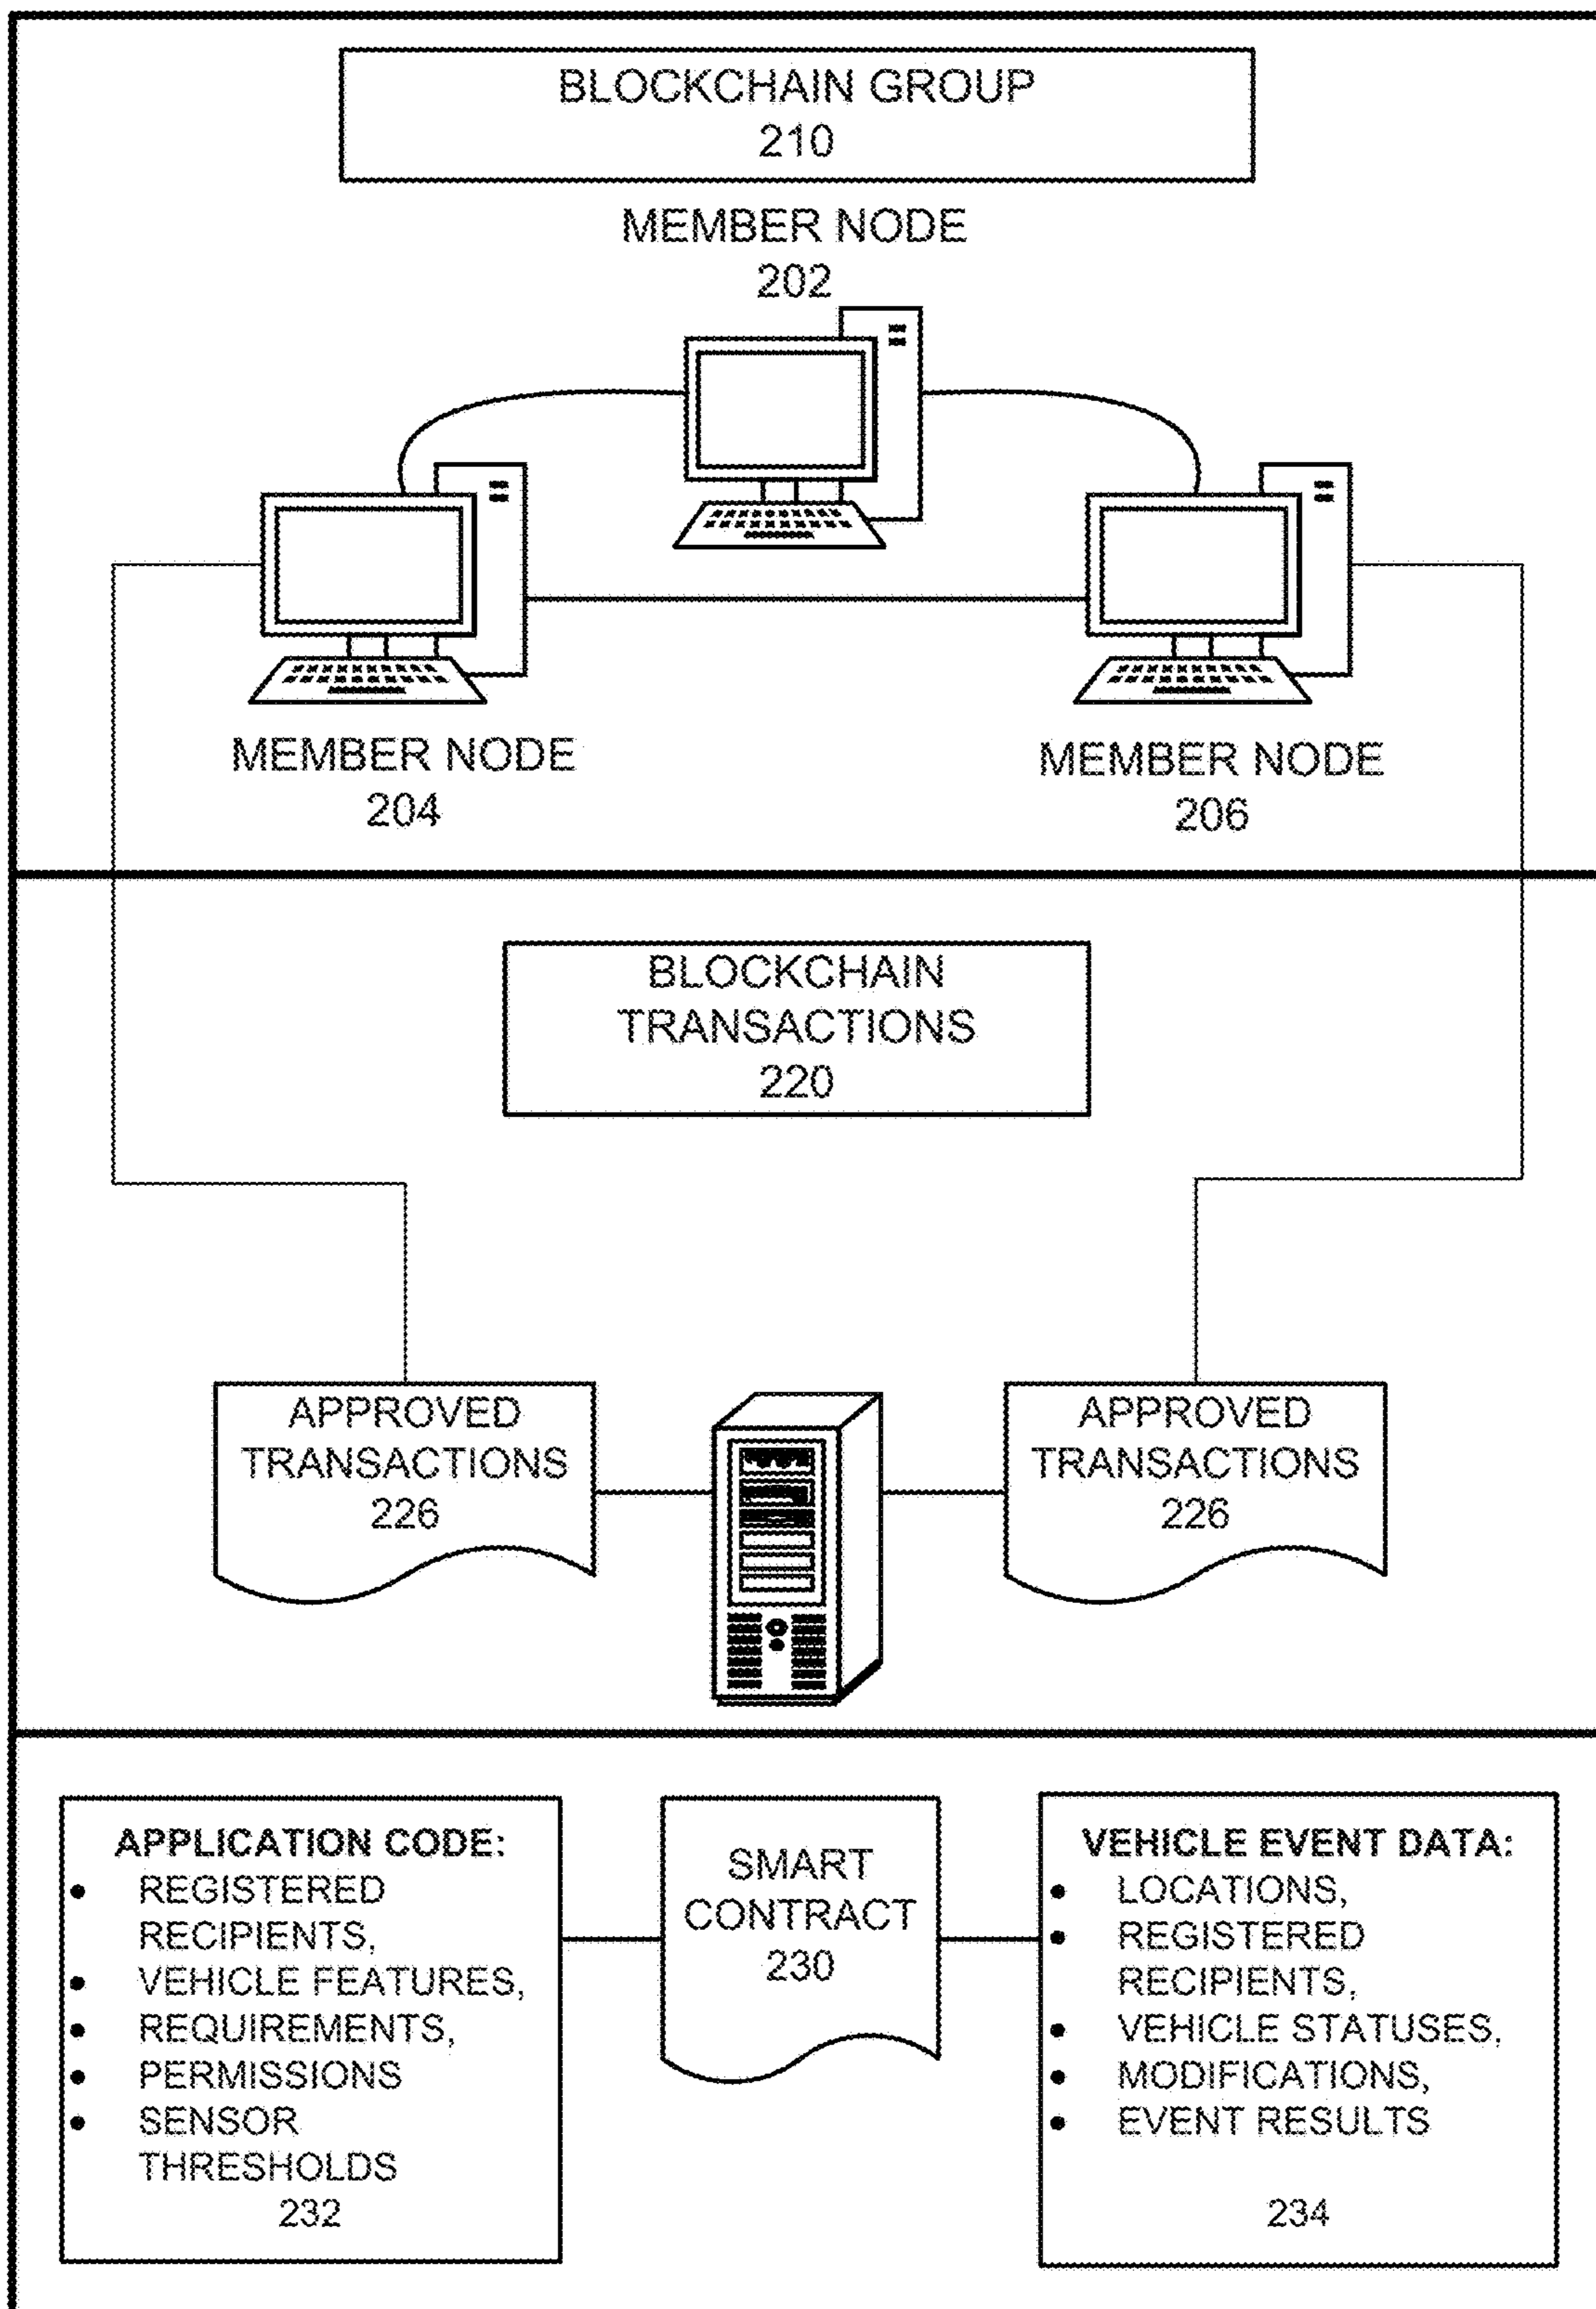 BLOCKCHAIN GROUP
210
MEMBER NODE
202
MEMBER NODE
204
MEMBER NODE
206
BLOCKCHAIN
TRANSACTIONS
220
APPROVED
TRANSACTIONS
226
APPROVED
TRANSACTIONS
226
APPLICATION CODE:
• REGISTERED
RECIPIENTS,
• VEHICLE FEATURES,
• REQUIREMENTS,
• PERMISSIONS
• SENSOR
THRESHOLDS
232
SMART
CONTRACT
230
VEHICLE EVENT DATA:
• LOCATIONS,
• REGISTERED
RECIPIENTS,
• VEHICLE STATUSES,
• MODIFICATIONS,
• EVENT RESULTS
234